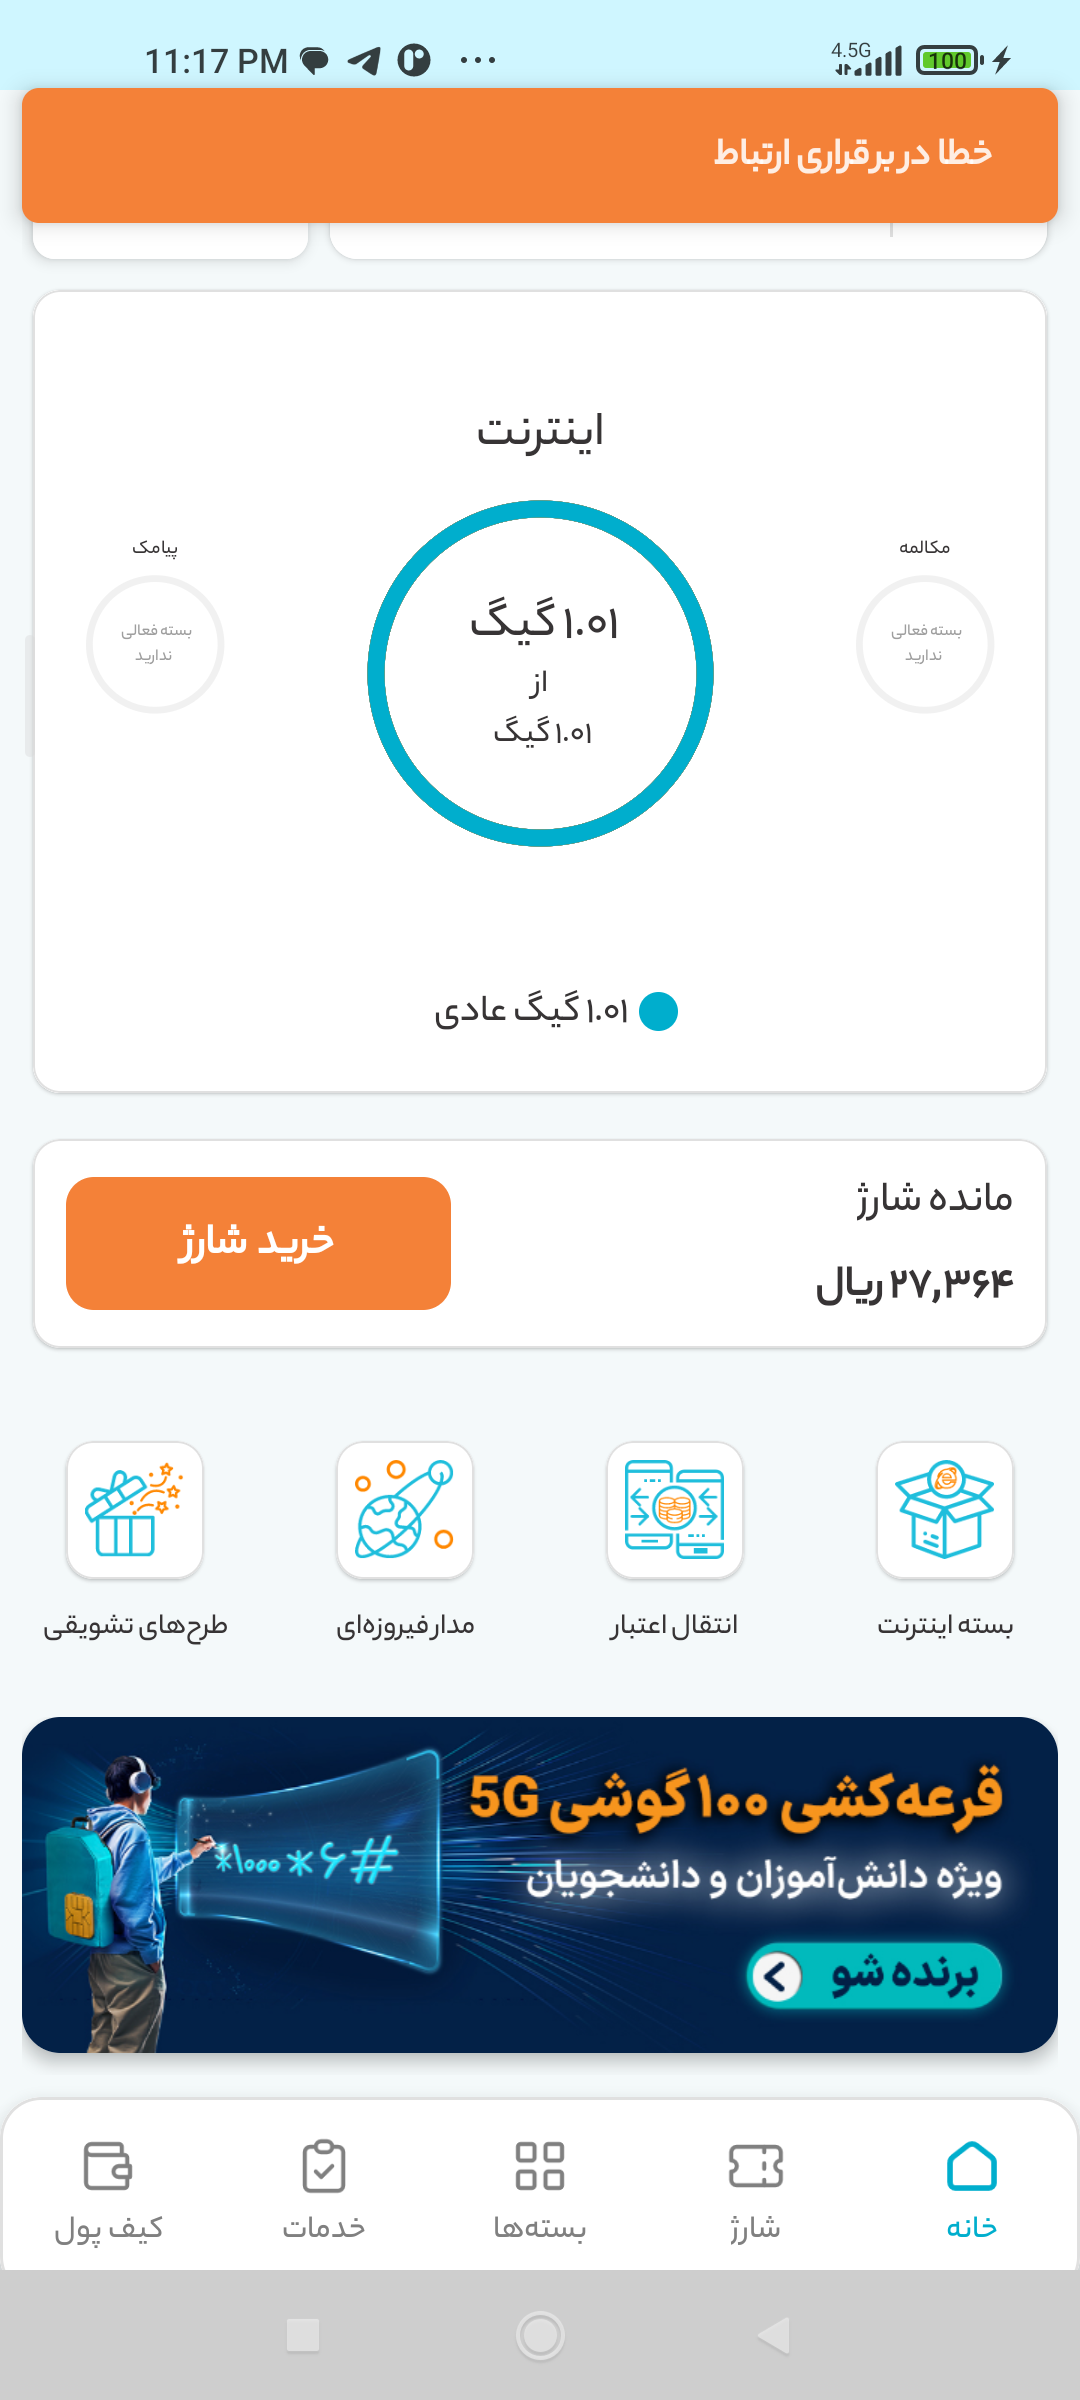 11:17 PM
4.5G
100
خطا در برقراری ارتباط
اینترنت
مکالمه
بسته فعالی
ندارید
۱.۰۱ گیگ
از
۱.۰۱ گیگ
پیامک
بسته فعالی
ندارید
۱.۰۱ گیگ عادی
مانده شارژ
۲۷,۳۶۴ ریال
خرید شارژ
بسته اینترنت
انتقال اعتبار
مدار فیروزه‌ای
طرح‌های تشویقی
قرعه‌کشی ۱۰۰ گوشی 5G
ویژه دانش‌آموزان و دانشجویان
برنده شو
*۱۰۰۰*۶#
خانه
شارژ
بسته‌ها
خدمات
کیف پول